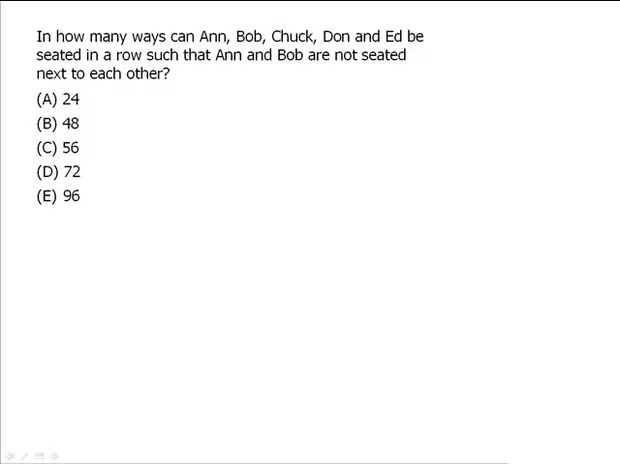 In how many ways can Ann, Bob, Chuck, Don and Ed be
seated in a row such that Ann and Bob are not seated
next to each other?
(A) 24
(B) 48
(C) 56
(D) 72
(E) 96